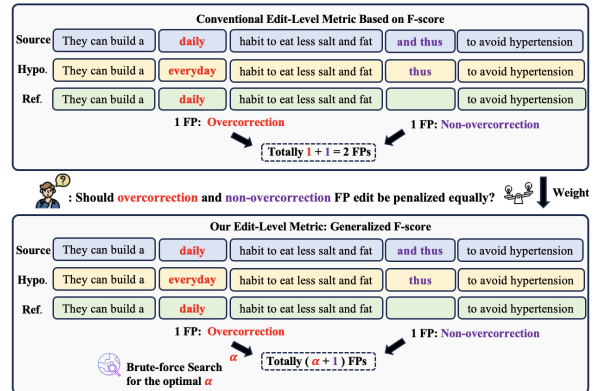 Conventional Edit-Level Metric Based on F-score
Source They can build a daily habit to eat less salt and fat and thus to avoid hypertension
Hypo. They can build a everyday habit to eat less salt and fat thus to avoid hypertension
Ref. They can build a daily habit to eat less salt and fat to avoid hypertension
1 FP: Overcorrection 1 FP: Non-overcorrection
Totally 1 + 1 = 2 FPs
? : Should overcorrection and non-overcorrection FP edit be penalized equally? Weight
Our Edit-Level Metric: Generalized F-score
Source They can build a daily habit to eat less salt and fat and thus to avoid hypertension
Hypo. They can build a everyday habit to eat less salt and fat thus to avoid hypertension
Ref. They can build a daily habit to eat less salt and fat to avoid hypertension
1 FP: Overcorrection 1 FP: Non-overcorrection
α Totally ( α + 1 ) FPs
Brute-force Search
for the optimal α